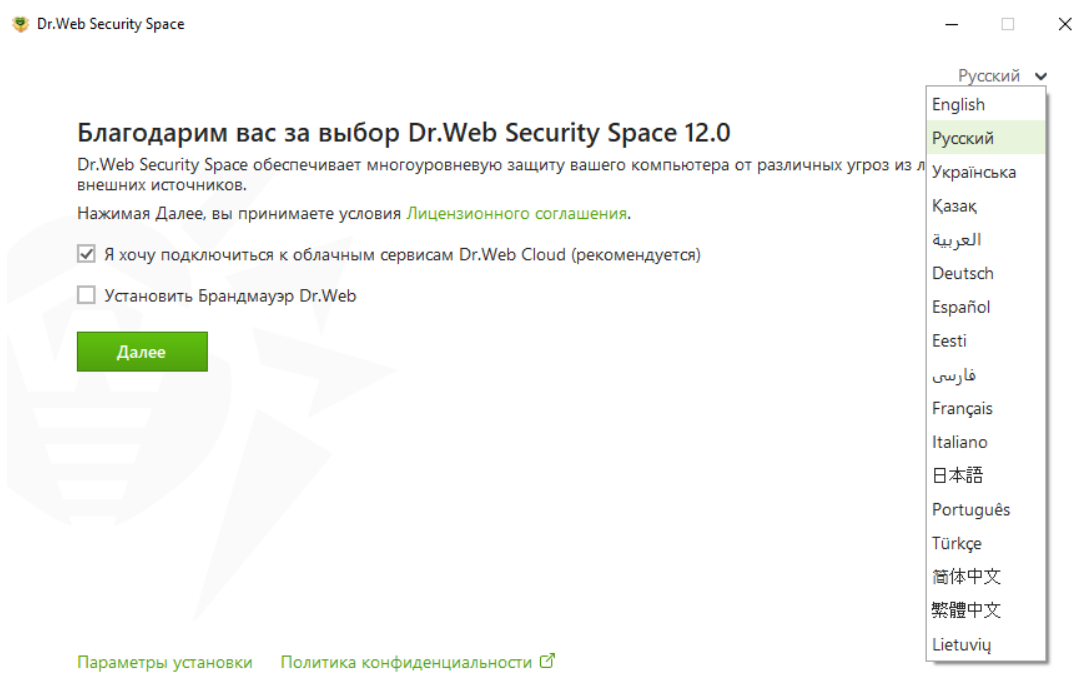 Dr.Web Security Space
Русский
Благодарим вас за выбор Dr.Web Security Space 12.0
Dr.Web Security Space обеспечивает многоуровневую защиту вашего компьютера от различных угроз из
внешних источников.
Нажимая Далее, вы принимаете условия Лицензионного соглашения.
Я хочу подключиться к облачным сервисам Dr.Web Cloud (рекомендуется)
Установить Брандмауэр Dr.Web
Далее
English
Русский
Українська
Қазақ
العربية
Deutsch
Español
Eesti
فارسی
Français
Italiano
日本語
Português
Türkçe
简体中文
繁體中文
Lietuvių
Параметры установки
Политика конфиденциальности